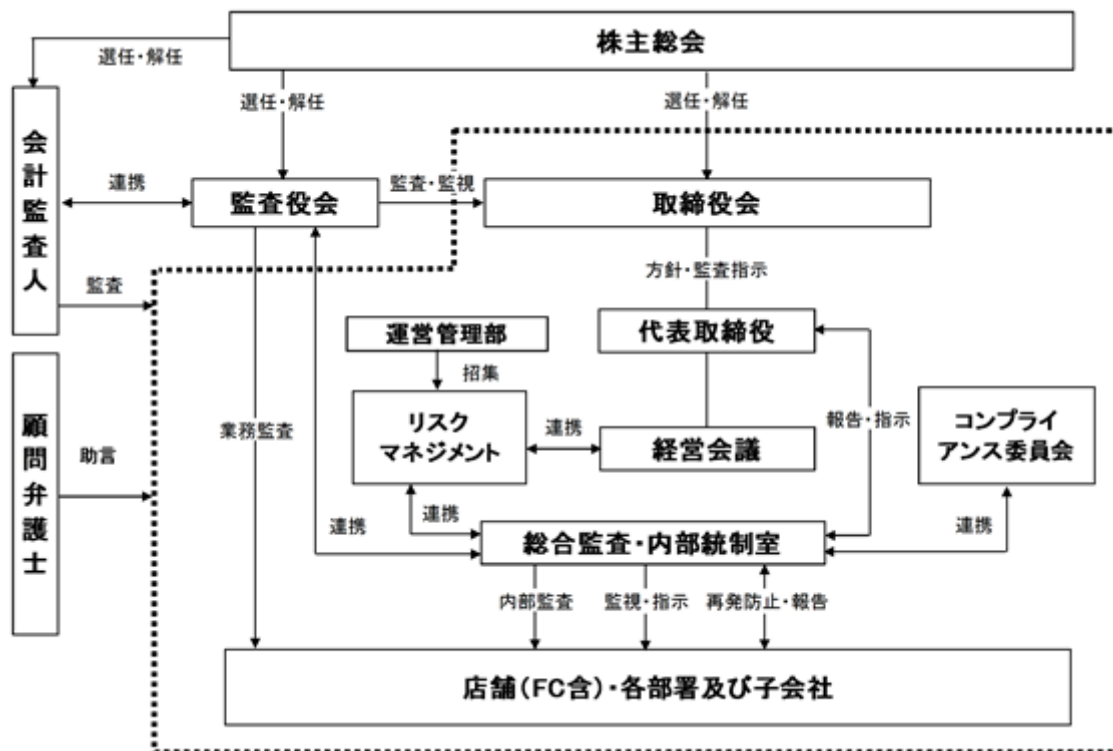 株主総会
選任・解任
選任・解任
選任・解任
会計監査人
連携
監査役会
監査・監視
取締役会
方針・監査指示
監査
運営管理部
代表取締役
招集
顧問弁護士
助言
業務監査
リスク
マネジメント
連携
経営会議
報告・指示
コンプライ
アンス委員会
連携
連携
連携
総合監査・内部統制室
内部監査
監視・指示
再発防止・報告
店舗(FC含)・各部署及び子会社